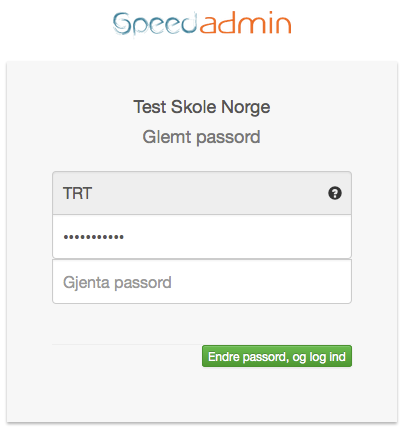 Speedadmin
Test Skole Norge
Glemt passord
TRT
•••••••••••
Gjenta passord
Endre passord, og log ind